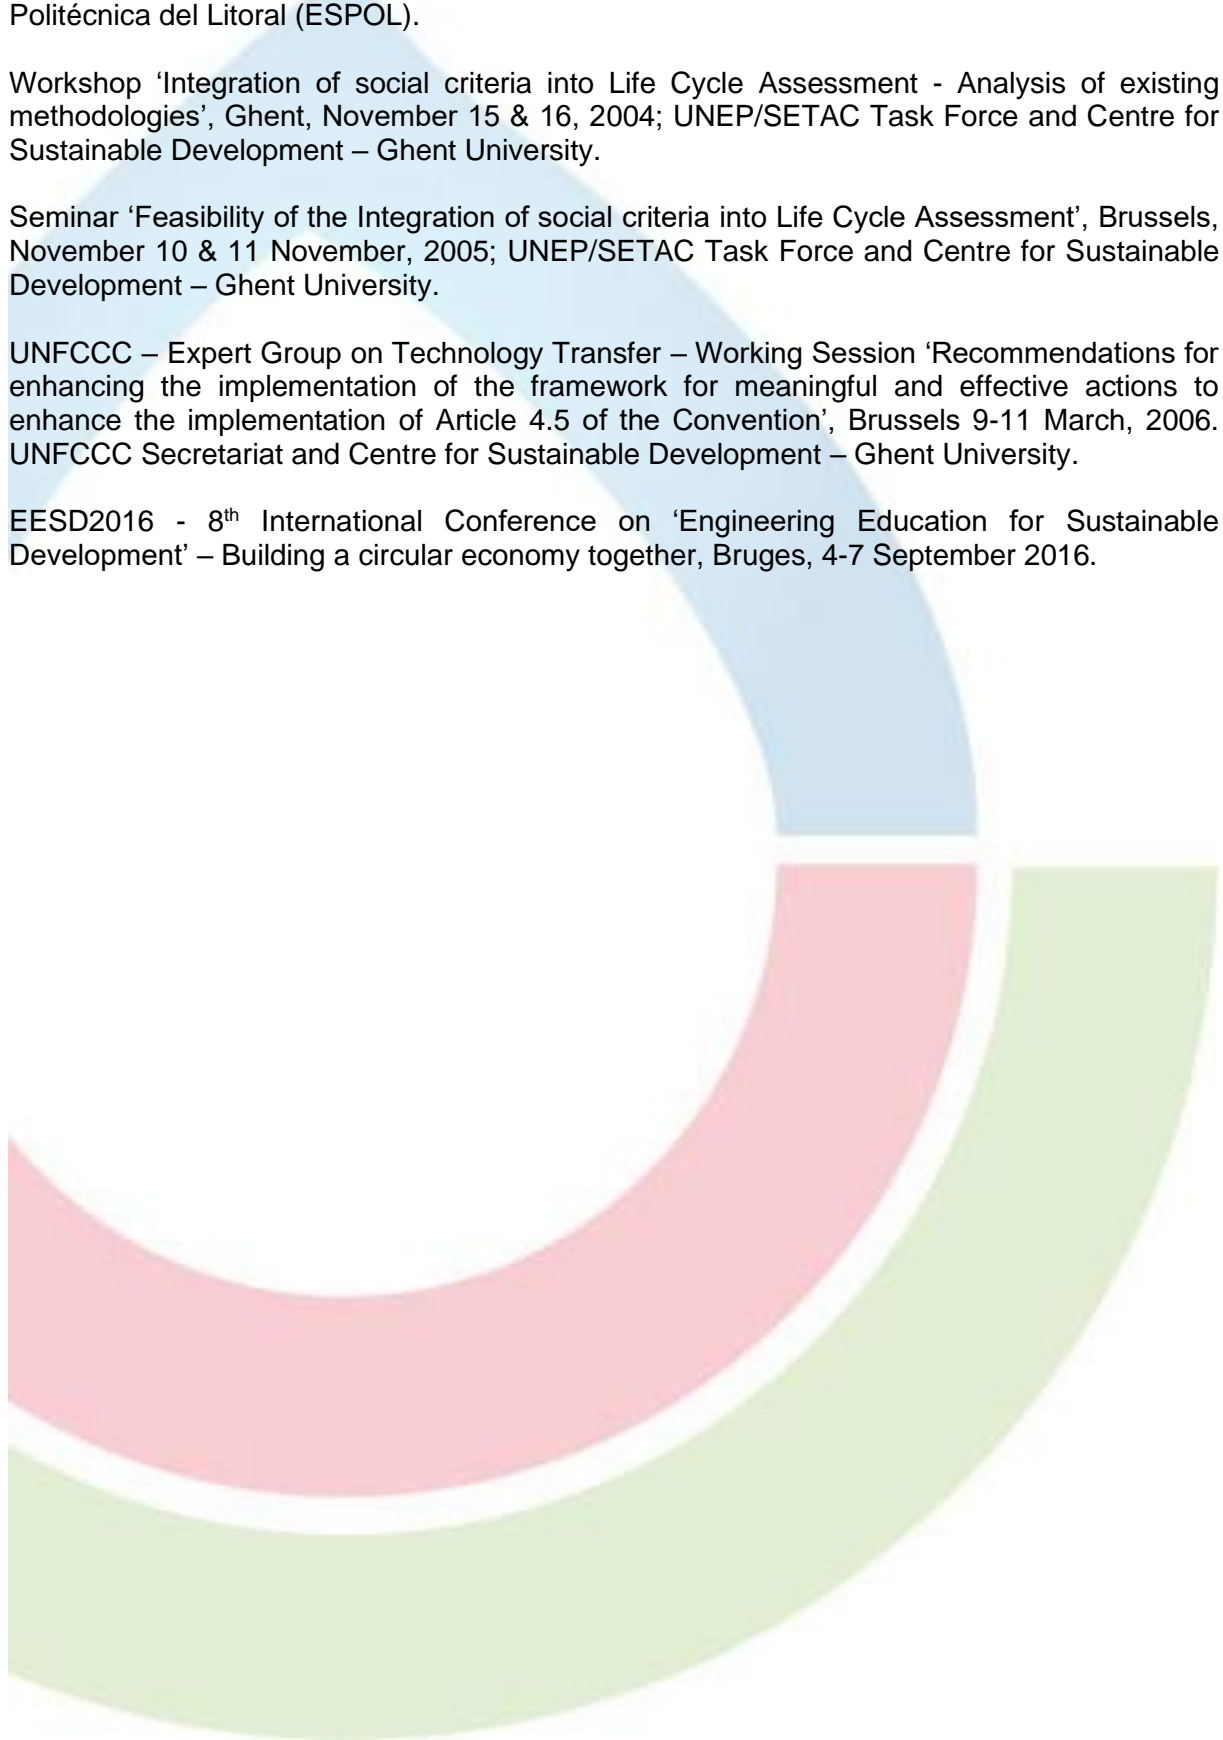 Politécnica del Litoral (ESPOL).
Workshop ‘Integration of social criteria into Life Cycle Assessment - Analysis of existing
methodologies’, Ghent, November 15 & 16, 2004; UNEP/SETAC Task Force and Centre for
Sustainable Development – Ghent University.
Seminar ‘Feasibility of the Integration of social criteria into Life Cycle Assessment’, Brussels,
November 10 & 11 November, 2005; UNEP/SETAC Task Force and Centre for Sustainable
Development – Ghent University.
UNFCCC – Expert Group on Technology Transfer – Working Session ‘Recommendations for
enhancing the implementation of the framework for meaningful and effective actions to
enhance the implementation of Article 4.5 of the Convention’, Brussels 9-11 March, 2006.
UNFCCC Secretariat and Centre for Sustainable Development – Ghent University.
EESD2016 - 8th International Conference on ‘Engineering Education for Sustainable
Development’ – Building a circular economy together, Bruges, 4-7 September 2016.